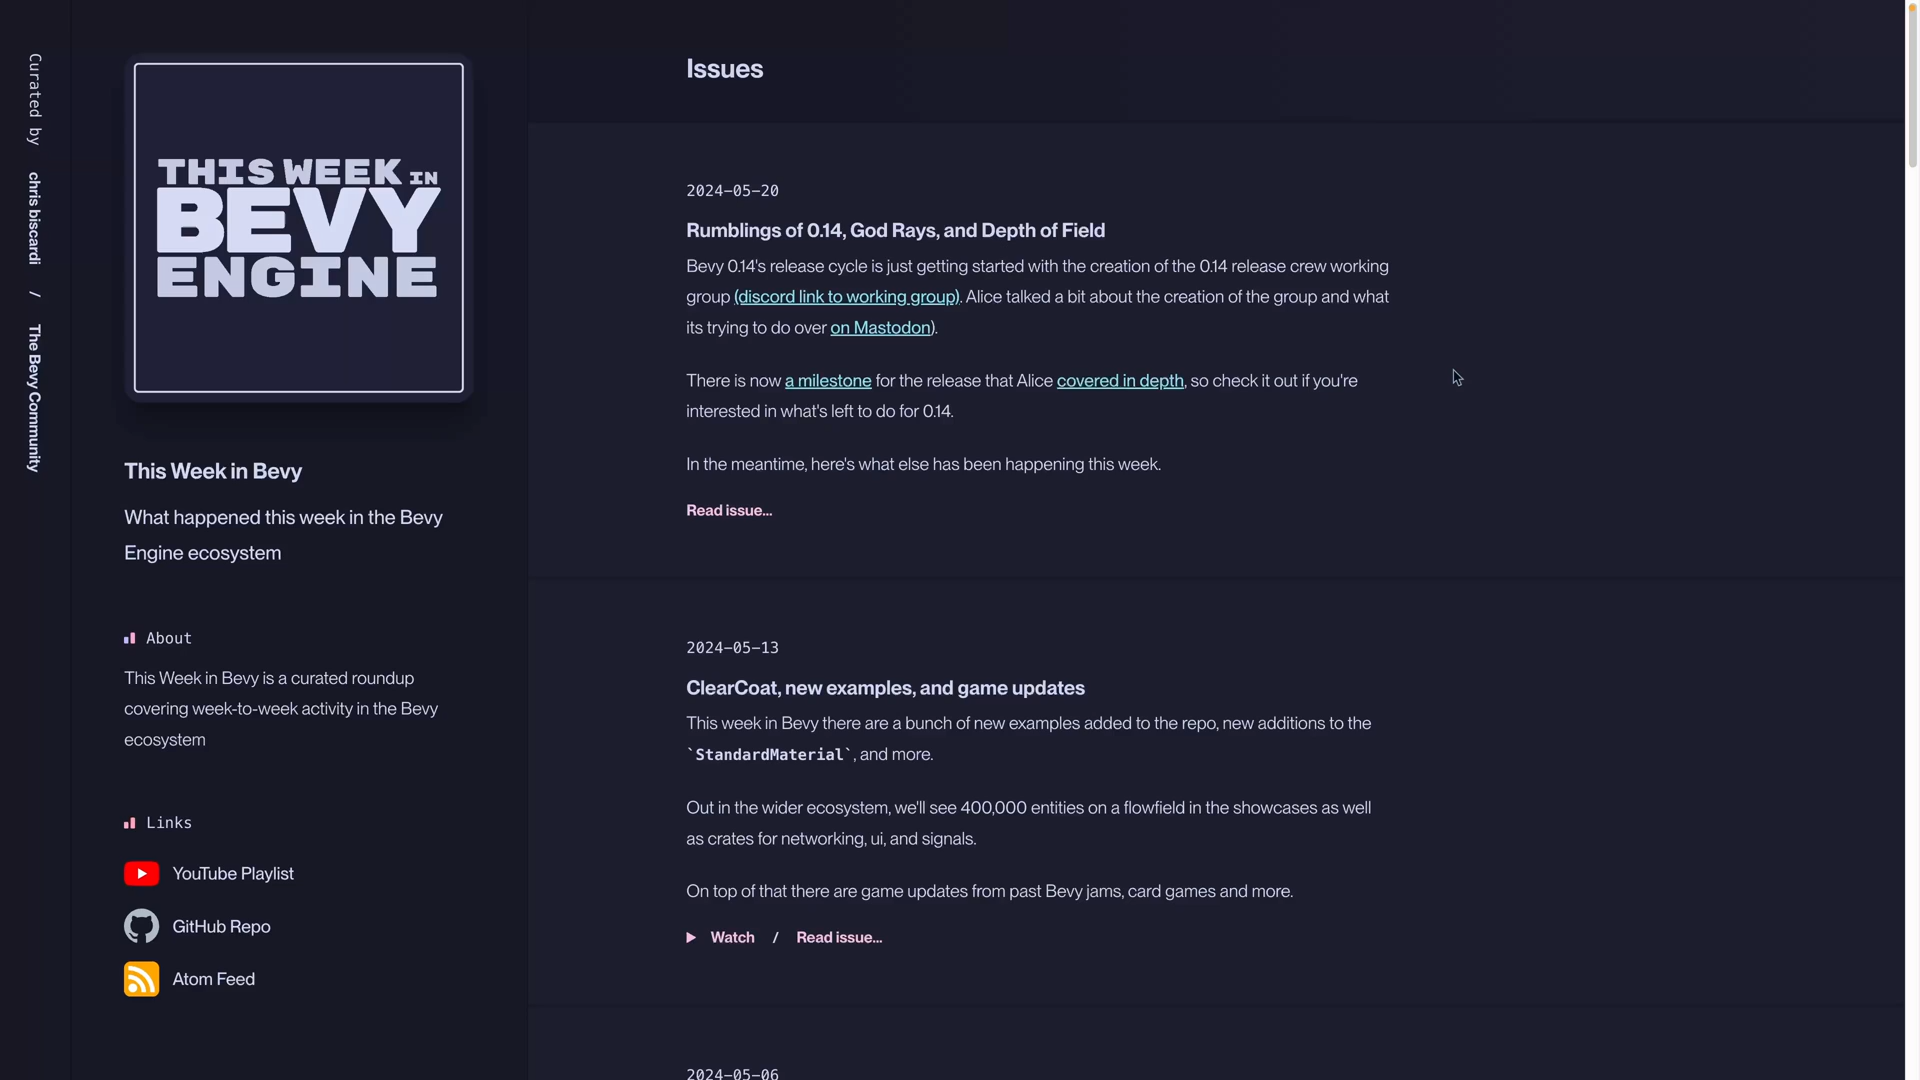 Curated by chris biscardi / The Bevy Community
THIS WEEK IN
BEVY
ENGINE
This Week in Bevy
What happened this week in the Bevy
Engine ecosystem
About
This Week in Bevy is a curated roundup
covering week-to-week activity in the Bevy
ecosystem
Links
YouTube Playlist
GitHub Repo
Atom Feed
Issues
2024-05-20
Rumblings of 0.14, God Rays, and Depth of Field
Bevy 0.14's release cycle is just getting started with the creation of the 0.14 release crew working
group (discord link to working group). Alice talked a bit about the creation of the group and what
its trying to do over on Mastodon).
There is now a milestone for the release that Alice covered in depth, so check it out if you're
interested in what's left to do for 0.14.
In the meantime, here's what else has been happening this week.
Read issue...
2024-05-13
ClearCoat, new examples, and game updates
This week in Bevy there are a bunch of new examples added to the repo, new additions to the
`StandardMaterial`, and more.
Out in the wider ecosystem, we'll see 400,000 entities on a flowfield in the showcases as well
as crates for networking, ui, and signals.
On top of that there are game updates from past Bevy jams, card games and more.
Watch / Read issue...
2024-05-06